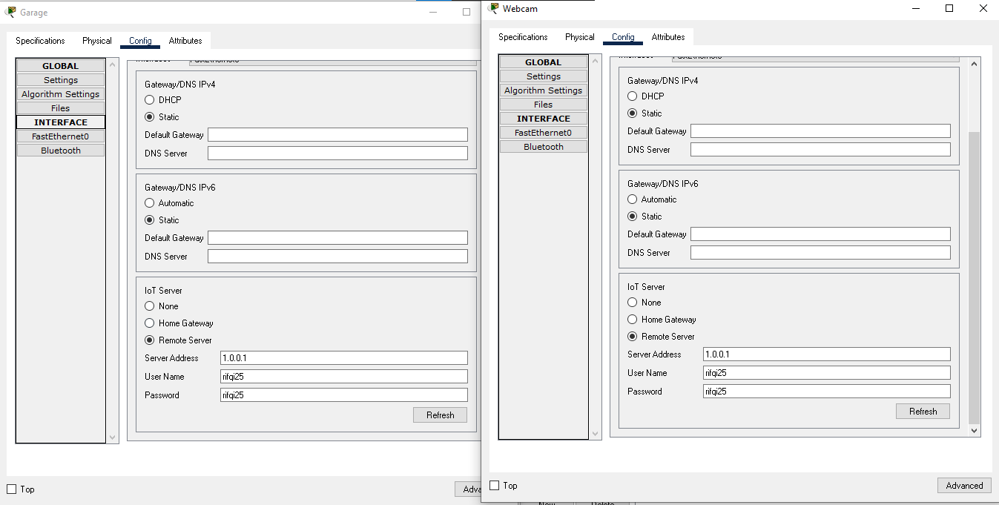 Garage
Specifications Physical Config Attributes
GLOBAL
Settings
Algorithm Settings
Files
INTERFACE
FastEthernet0
Bluetooth
Gateway/DNS IPv4
DHCP
Static
Default Gateway
DNS Server
Gateway/DNS IPv6
Automatic
Static
Default Gateway
DNS Server
IoT Server
None
Home Gateway
Remote Server
Server Address 1.0.0.1
User Name rifqi25
Password rifqi25
Refresh
Top
Adva
Webcam
Specifications Physical Config Attributes
GLOBAL
Settings
Algorithm Settings
Files
INTERFACE
FastEthernet0
Bluetooth
Gateway/DNS IPv4
DHCP
Static
Default Gateway
DNS Server
Gateway/DNS IPv6
Automatic
Static
Default Gateway
DNS Server
IoT Server
None
Home Gateway
Remote Server
Server Address 1.0.0.1
User Name rifqi25
Password rifqi25
Refresh
Top
Advanced